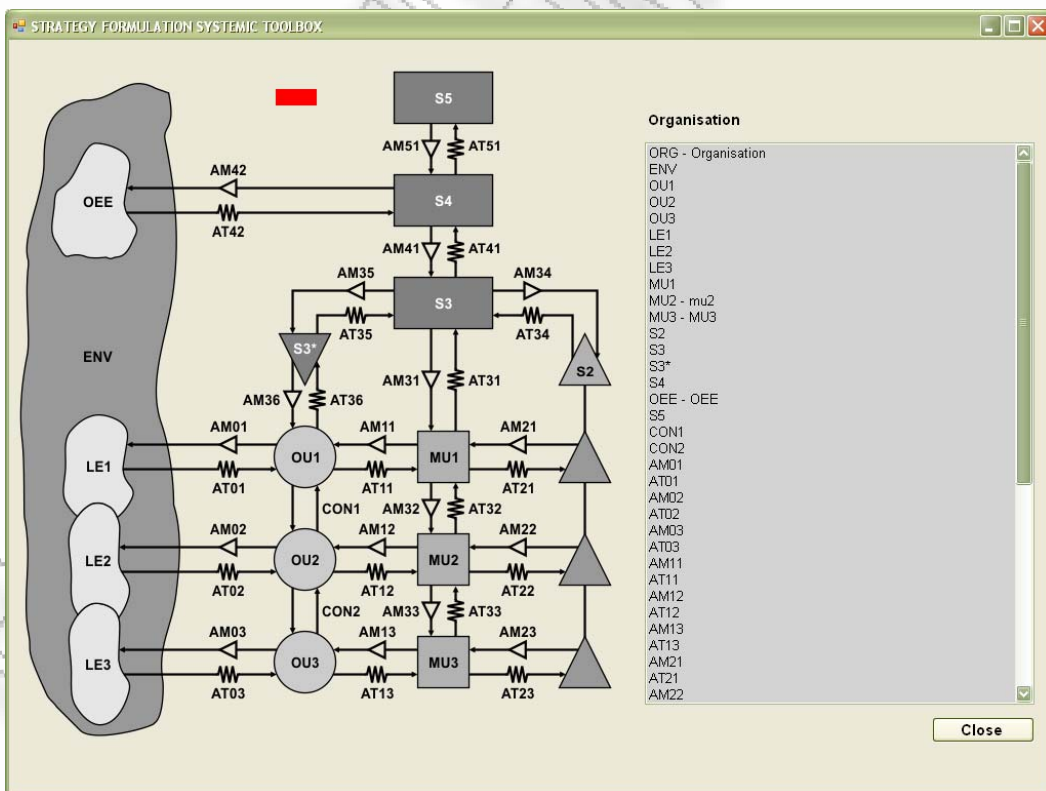 STRATEGY FORMULATION SYSTEMIC TOOLBOX
S5
AM51
AT51
AM42
OEE
S4
AT42
AM41
AT41
AM35
AM34
S3
AT35
AT34
S3*
S2
ENV
AM31
AT31
AM36
AT36
AM01
AM11
AM21
LE1
OU1
MU1
AT01
AT11
AT21
CON1
AM32
AT32
AM02
AM12
AM22
LE2
OU2
MU2
AT02
AT12
AT22
CON2
AM33
AT33
AM03
AM13
AM23
LE3
OU3
MU3
AT03
AT13
AT23
Organisation
ORG - Organisation
ENV
OU1
OU2
OU3
LE1
LE2
LE3
MU1
MU2 - mu2
MU3 - MU3
S2
S3
S3*
S4
OEE - OEE
S5
CON1
CON2
AM01
AT01
AM02
AT02
AM03
AT03
AM11
AT11
AM12
AT12
AM13
AT13
AM21
AT21
AM22
Close